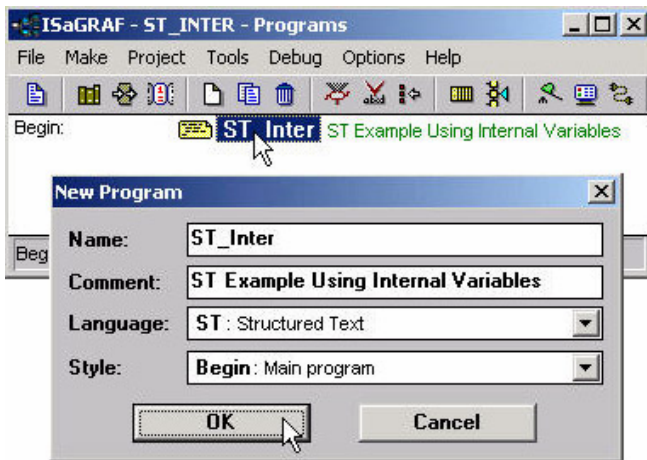 ISaGRAF - ST_INTER - Programs
File Make Project Tools Debug Options Help
Begin: ST_Inter ST Example Using Internal Variables
New Program
Name: ST_Inter
Beg
Comment: ST Example Using Internal Variables
Language: ST : Structured Text
Style: Begin : Main program
OK Cancel